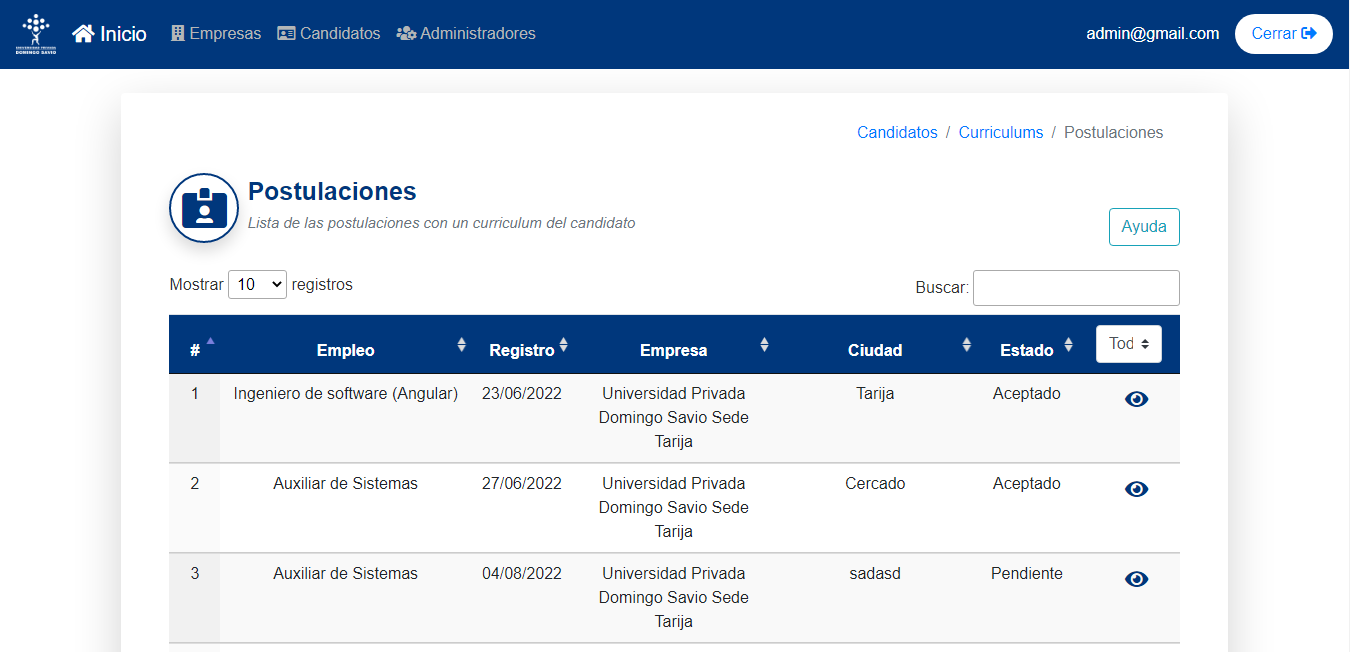 UNIVERSIDAD PRIVADA
DOMINGO SAVIO
Inicio Empresas Candidatos Administradores admin@gmail.com Cerrar
Candidatos / Curriculums / Postulaciones
Postulaciones
Lista de las postulaciones con un curriculum del candidato
Ayuda
Mostrar 10 registros Buscar:
# Empleo Registro Empresa Ciudad Estado Tod
1 Ingeniero de software (Angular) 23/06/2022 Universidad Privada Tarija Aceptado
Domingo Savio Sede
Tarija
2 Auxiliar de Sistemas 27/06/2022 Universidad Privada Cercado Aceptado
Domingo Savio Sede
Tarija
3 Auxiliar de Sistemas 04/08/2022 Universidad Privada sadasd Pendiente
Domingo Savio Sede
Tarija